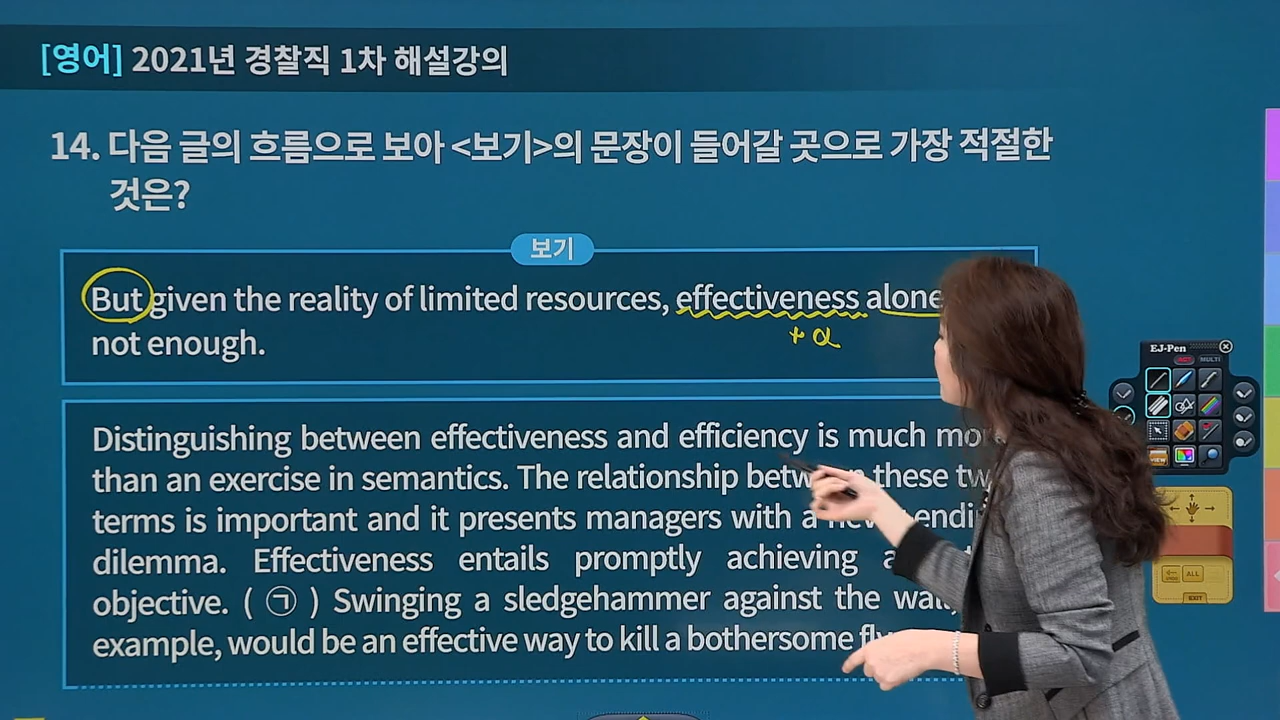 [영어] 2021년 경찰직 1차 해설강의
14. 다음 글의 흐름으로 보아 <보기>의 문장이 들어갈 곳으로 가장 적절한
것은?
보기
But given the reality of limited resources, effectiveness alone
+ α
not enough.
Distinguishing between effectiveness and efficiency is much
than an exercise in semantics. The relationship these
terms is important and it presents managers with a
dilemma. Effectiveness entails promptly achieving
objective. ( ㉠ ) Swinging a sledgehammer against the wall,
example, would be an effective way to kill a bothersome
EJ-Pen
ACT MULTI
VIEW
ALL
EXIT